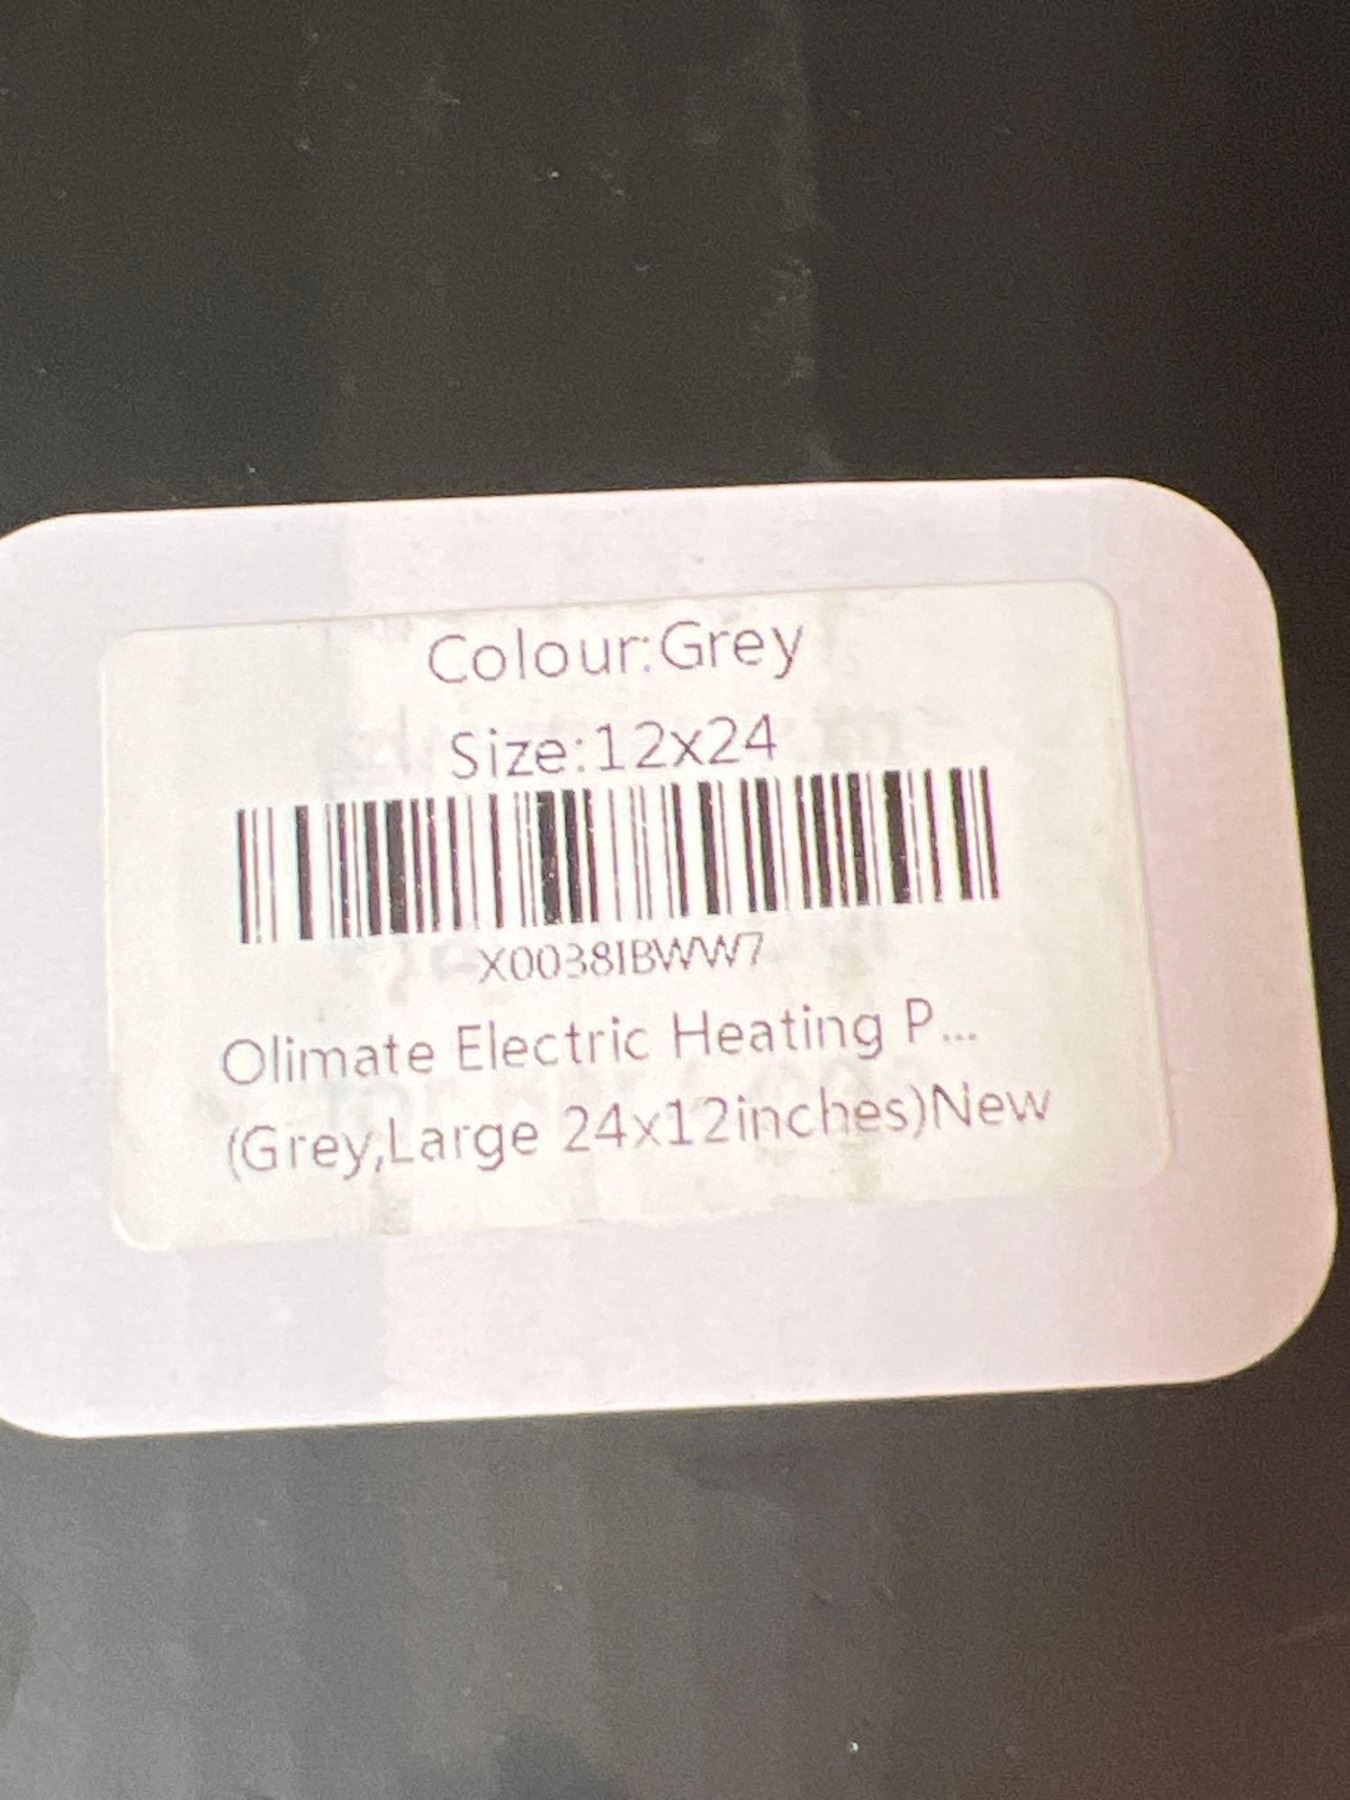 Colour:Grey
Size:12x24
X0038IBWW7
Olimate Electric Heating P...
(Grey,Large 24x12inches)New